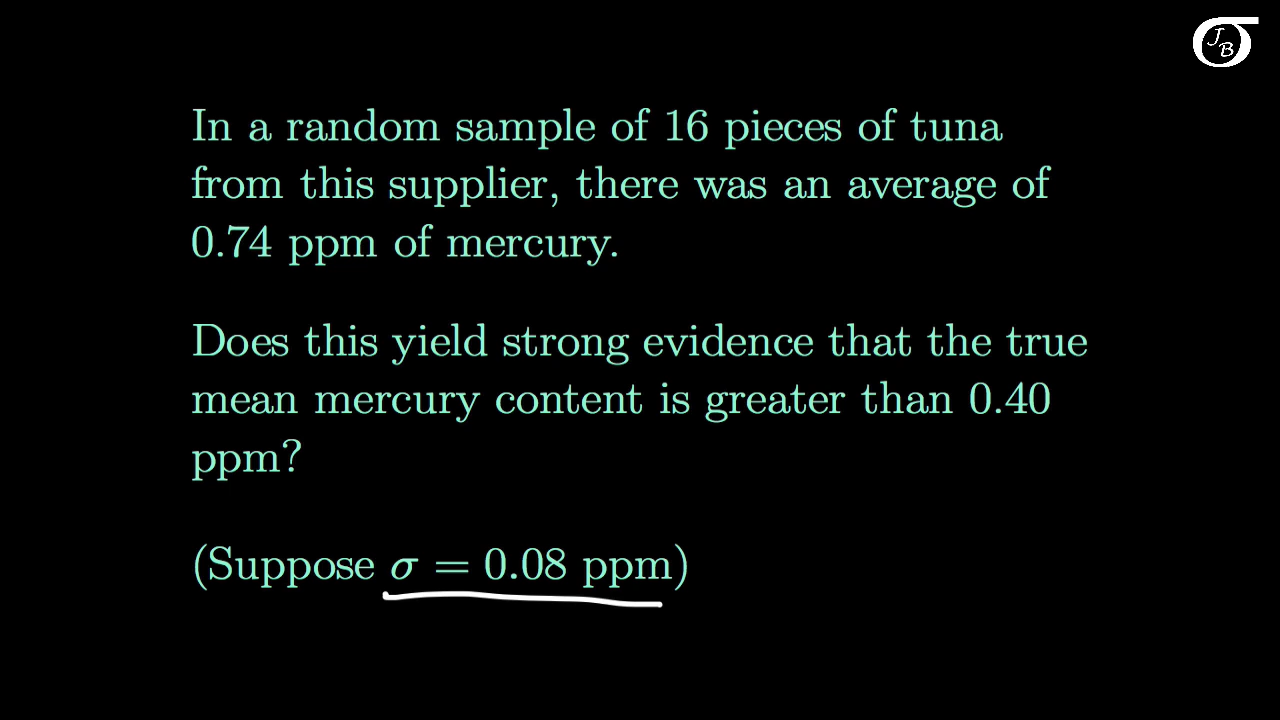 J
B
In a random sample of 16 pieces of tuna
from this supplier, there was an average of
0.74 ppm of mercury.
Does this yield strong evidence that the true
mean mercury content is greater than 0.40
ppm?
(Suppose σ = 0.08 ppm)